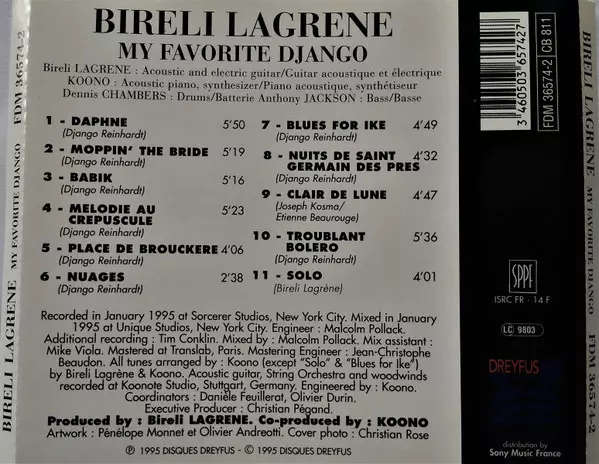 BIRELI LAGRENE
MY FAVORITE DJANGO
Bireli LAGRENE : Acoustic and electric guitar/Guitar acoustique et électrique
KOONO : Acoustic piano, synthesizer/Piano acoustique, synthétiseur
Dennis CHAMBERS : Drums/Batterie Anthony JACKSON : Bass/Basse
1 - DAPHNE 5'50
(Django Reinhardt)
2 - MOPPIN' THE BRIDE 5'19
(Django Reinhardt)
3 - BABIK 5'16
(Django Reinhardt)
4 - MELODIE AU
CREPUSCULE 5'23
(Django Reinhardt)
5 - PLACE DE BROUCKERE 4'06
(Django Reinhardt)
6 - NUAGES 2'38
(Django Reinhardt)
7 - BLUES FOR IKE 4'49
(Django Reinhardt)
8 - NUITS DE SAINT 4'32
GERMAIN DES PRES
(Django Reinhardt)
9 - CLAIR DE LUNE 4'47
(Joseph Kosma/
Etienne Beaurouge)
10 - TROUBLANT 5'36
BOLERO
(Django Reinhardt)
11 - SOLO 4'01
(Bireli Lagrène)
Recorded in January 1995 at Sorcerer Studios, New York City. Mixed in January
1995 at Unique Studios, New York City. Engineer : Malcolm Pollack.
Additional recording : Tim Conklin. Mixed by : Malcolm Pollack. Mix assistant :
Mike Viola. Mastered at Translab, Paris. Mastering Engineer : Jean-Christophe
Beaudon. All tunes arranged by : Koono (except "Solo" & "Blues for Ike")
by Bireli Lagrène & Koono. Acoustic guitar, String Orchestra and woodwinds
recorded at Koonote Studio, Stuttgart, Germany. Engineered by : Koono.
Coordinators : Danièle Feuillerat, Olivier Durin.
Executive Producer : Christian Pégand.
Produced by : Bireli LAGRENE. Co-produced by : KOONO
Artwork : Pénélope Monnet et Olivier Andreotti. Cover photo : Christian Rose
℗ 1995 DISQUES DREYFUS - © 1995 DISQUES DREYFUS
BIRELI LAGRENE MY FAVORITE DJANGO FDM 36574-2
3 460503 657427
FDM 36574-2 CB 811
SPPF
ISRC FR - 14 F
LC 9803
DREYFUS
distribution by
Sony Music France
BIRELI LAGRENE MY FAVORITE DJANGO FDM 36574-2